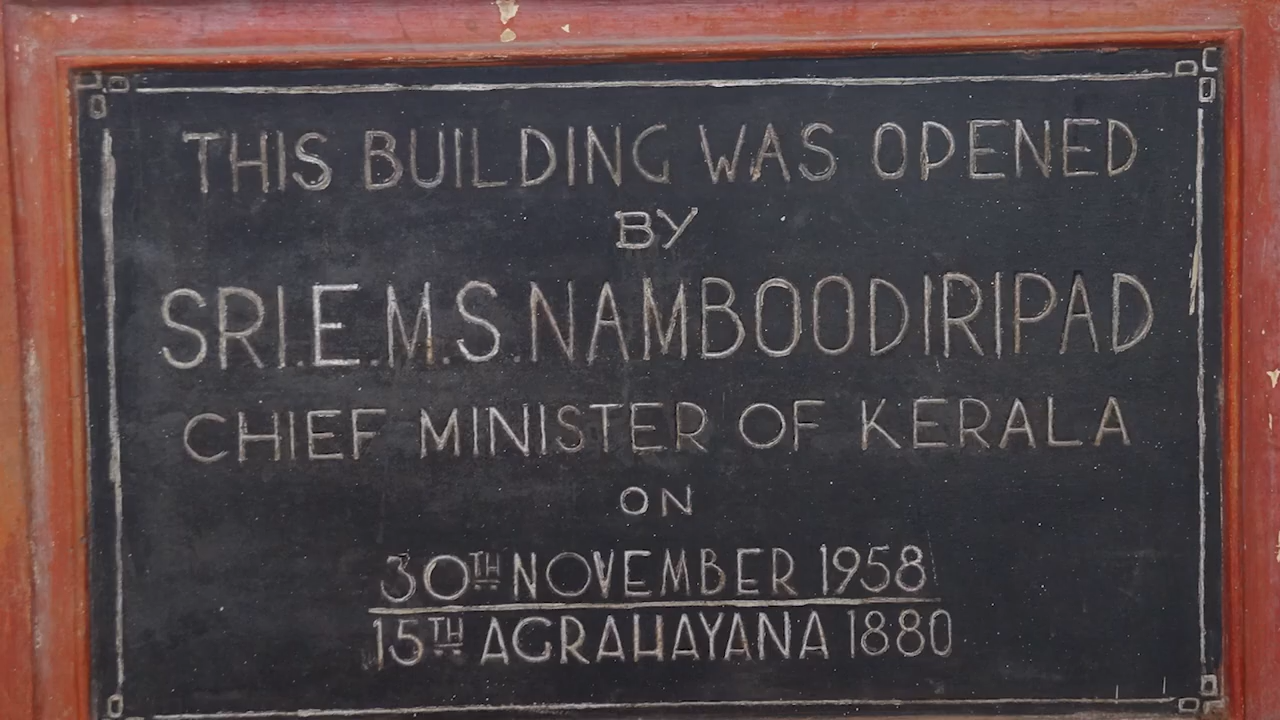 THIS BUILDING WAS OPENED
BY
SRI.E.M.S.NAMBOODIRIPAD
CHIEF MINISTER OF KERALA
ON
30TH NOVEMBER 1958
15TH AGRAHAYANA 1880